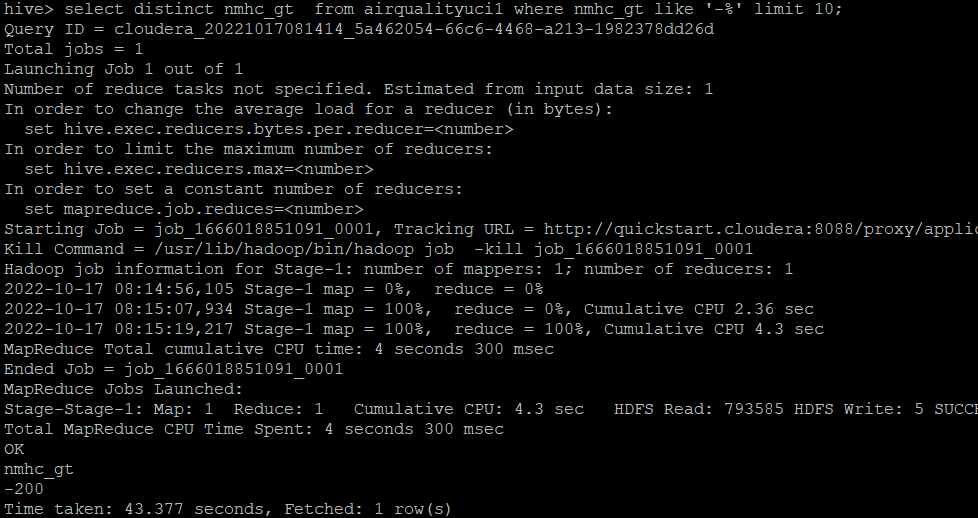 hive> select distinct nmhc_gt  from airqualityuci1 where nmhc_gt like '-%' limit 10;
Query ID = cloudera_20221017081414_5a462054-66c6-4468-a213-1982378dd26d
Total jobs = 1
Launching Job 1 out of 1
Number of reduce tasks not specified. Estimated from input data size: 1
In order to change the average load for a reducer (in bytes):
  set hive.exec.reducers.bytes.per.reducer=<number>
In order to limit the maximum number of reducers:
  set hive.exec.reducers.max=<number>
In order to set a constant number of reducers:
  set mapreduce.job.reduces=<number>
Starting Job = job_1666018851091_0001, Tracking URL = http://quickstart.cloudera:8088/proxy/applic
Kill Command = /usr/lib/hadoop/bin/hadoop job  -kill job_1666018851091_0001
Hadoop job information for Stage-1: number of mappers: 1; number of reducers: 1
2022-10-17 08:14:56,105 Stage-1 map = 0%,  reduce = 0%
2022-10-17 08:15:07,934 Stage-1 map = 100%,  reduce = 0%, Cumulative CPU 2.36 sec
2022-10-17 08:15:19,217 Stage-1 map = 100%,  reduce = 100%, Cumulative CPU 4.3 sec
MapReduce Total cumulative CPU time: 4 seconds 300 msec
Ended Job = job_1666018851091_0001
MapReduce Jobs Launched:
Stage-Stage-1: Map: 1  Reduce: 1   Cumulative CPU: 4.3 sec   HDFS Read: 793585 HDFS Write: 5 SUCCE
Total MapReduce CPU Time Spent: 4 seconds 300 msec
OK
nmhc_gt
-200
Time taken: 43.377 seconds, Fetched: 1 row(s)